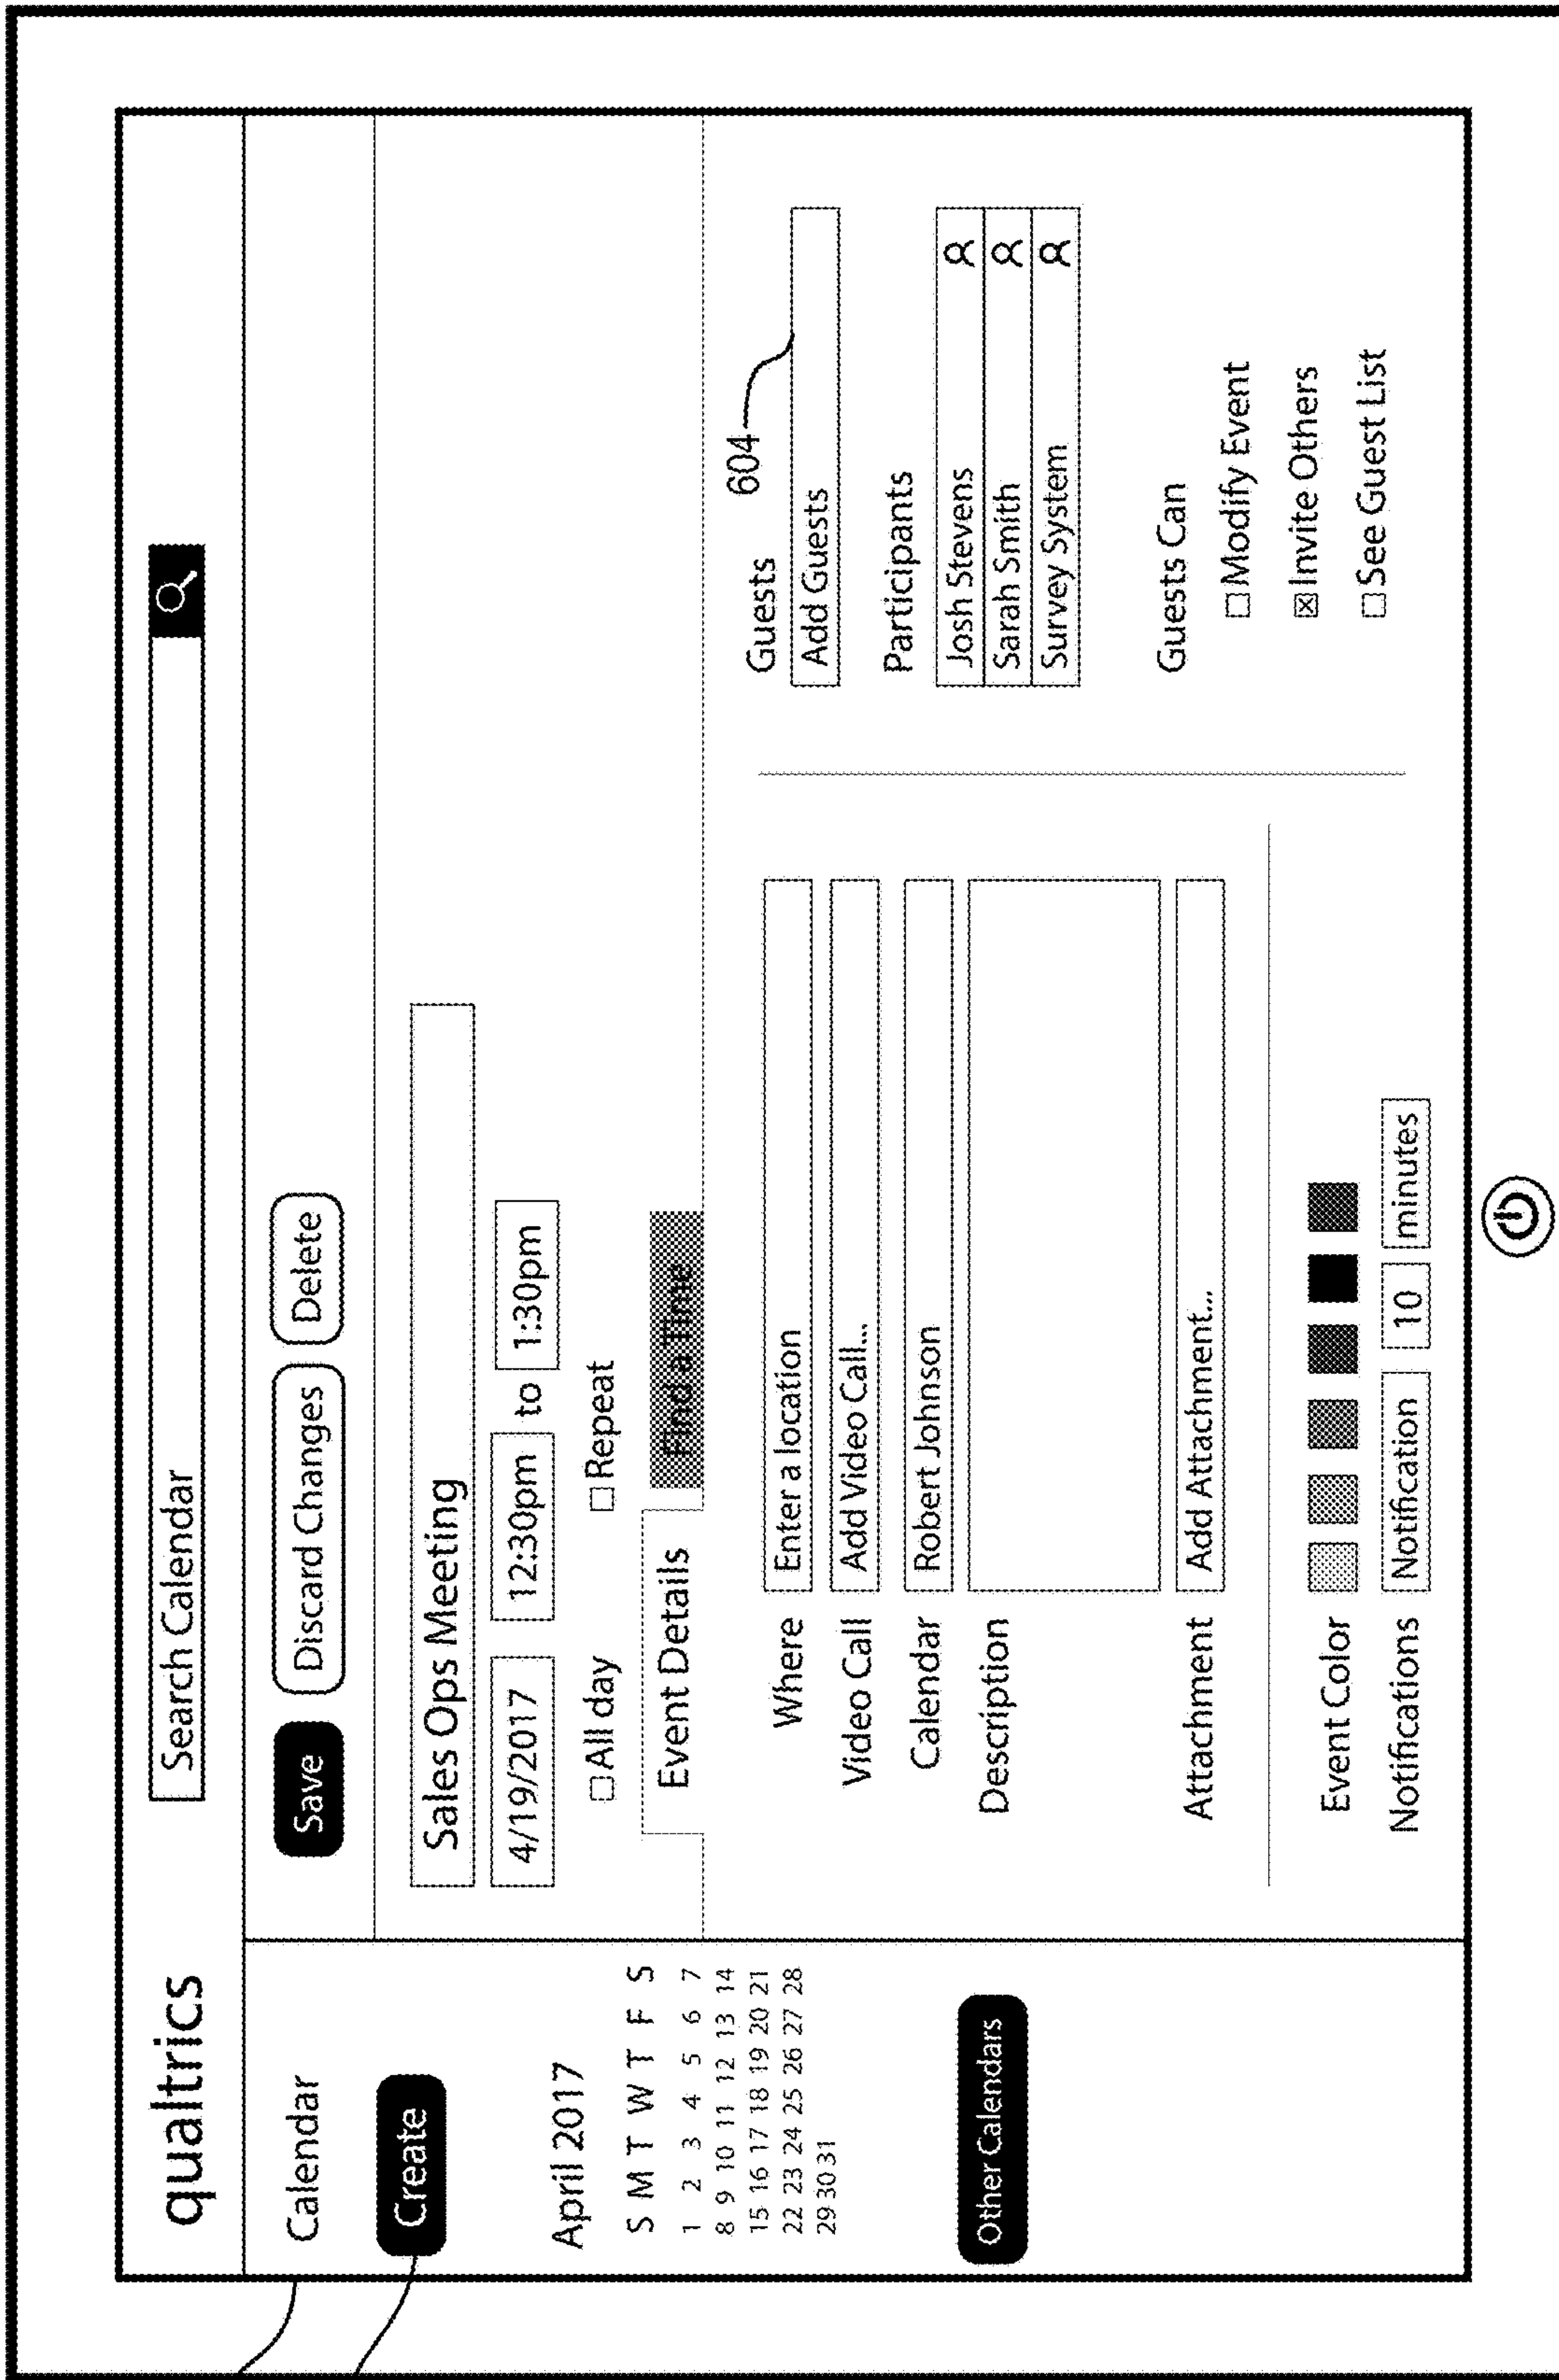 qualtrics
Search Calendar
Calendar
Create
April 2017
S M T W T F S
1 2 3 4 5 6 7
8 9 10 11 12 13 14
15 16 17 18 19 20 21
22 23 24 25 26 27 28
29 30 31
Other Calendars
Save Discard Changes Delete
Sales Ops Meeting
4/19/2017 12:30pm to 1:30pm
All day Repeat
Event Details Find a Time
Where Enter a location
Video Call Add Video Call...
Calendar Robert Johnson
Description
Attachment Add Attachment...
Event Color
Notifications Notification 10 minutes
604
Guests
Add Guests
Participants
Josh Stevens
Sarah Smith
Survey System
Guests Can
Modify Event
Invite Others
See Guest List